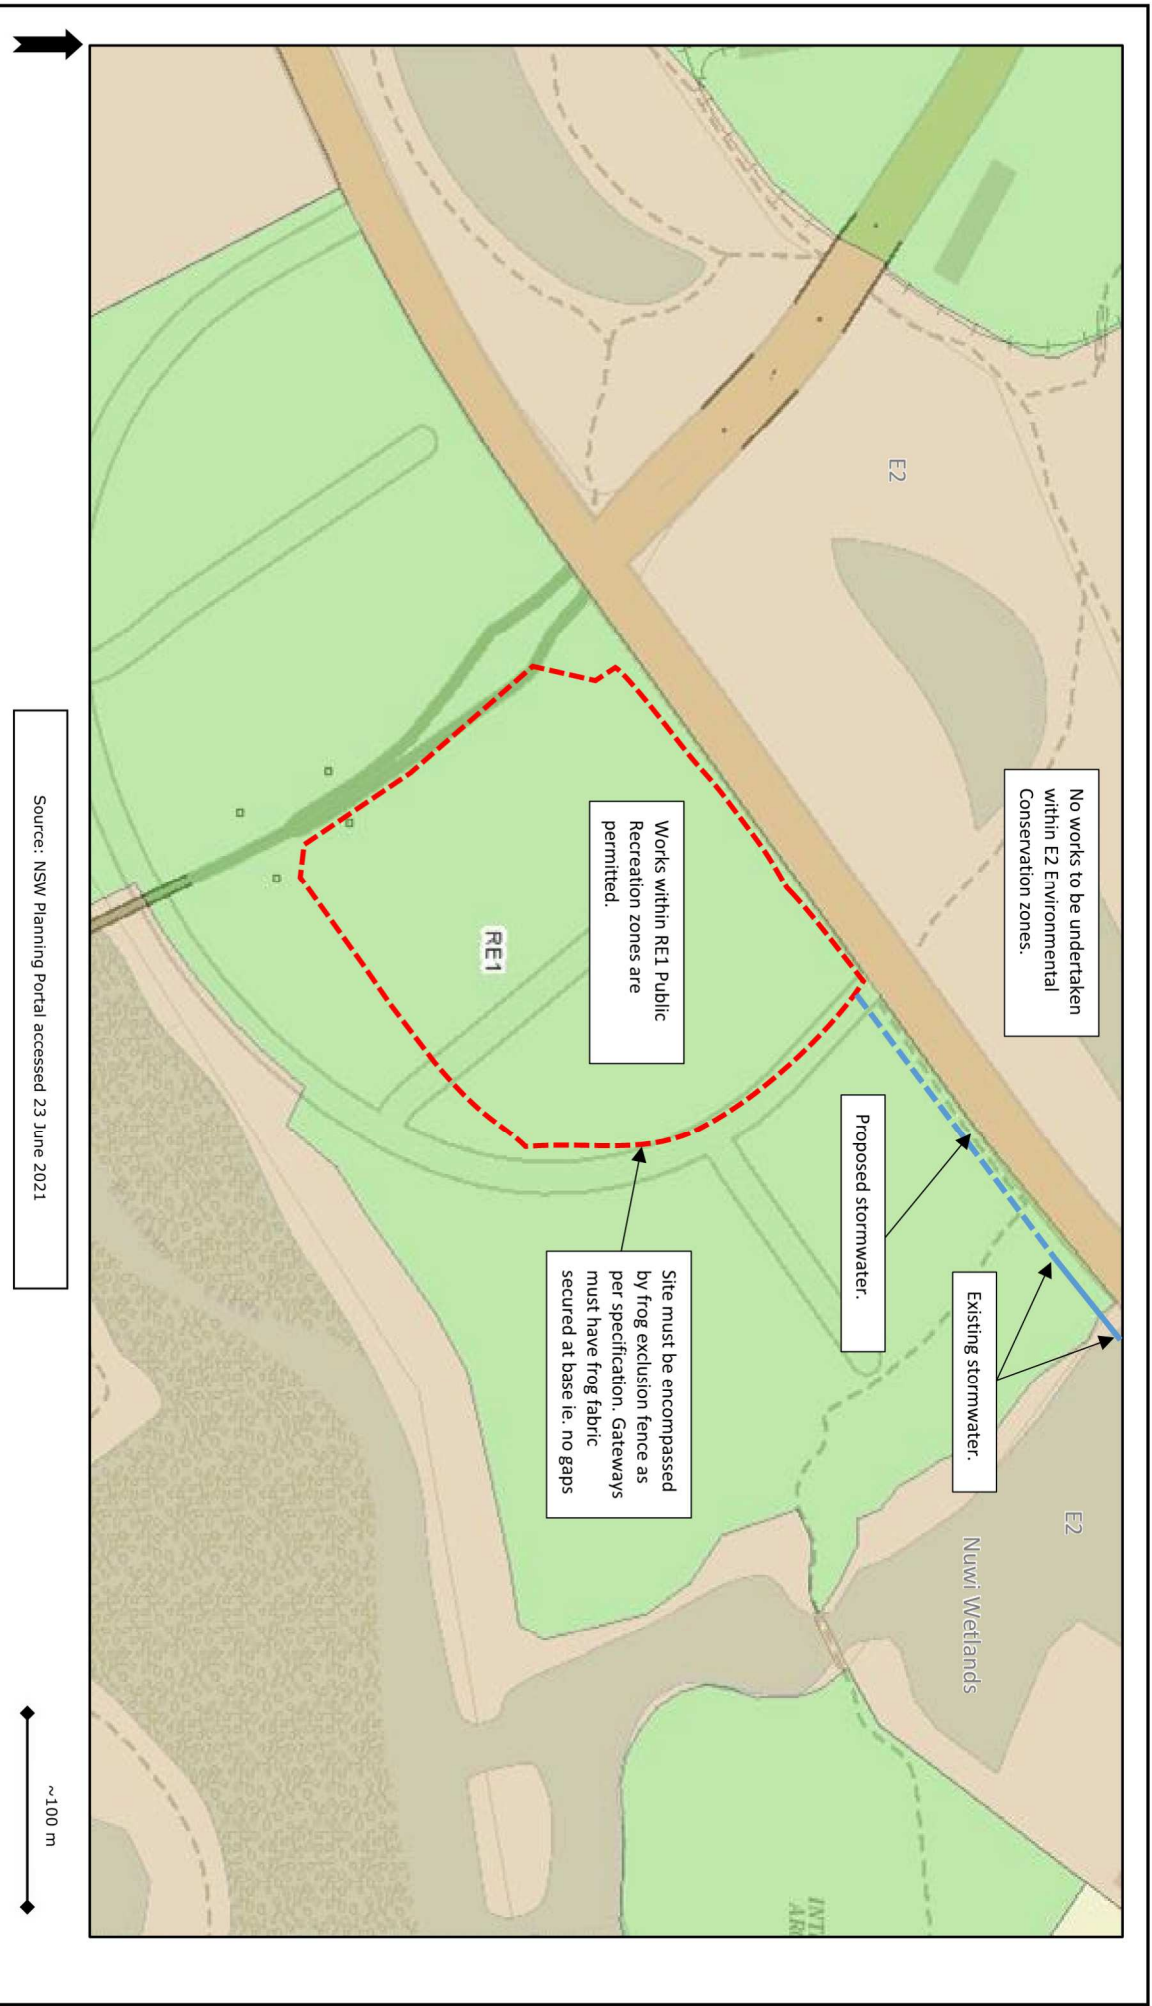 E2
No works to be undertaken
within E2 Environmental
Conservation zones.
Works within RE1 Public
Recreation zones are
permitted.
RE1
Proposed stormwater.
Existing stormwater.
Site must be encompassed
by frog exclusion fence as
per specification. Gateways
must have frog fabric
secured at base ie. no gaps
E2
Nuwi Wetlands
INT
AR
Source: NSW Planning Portal accessed 23 June 2021
~100 m